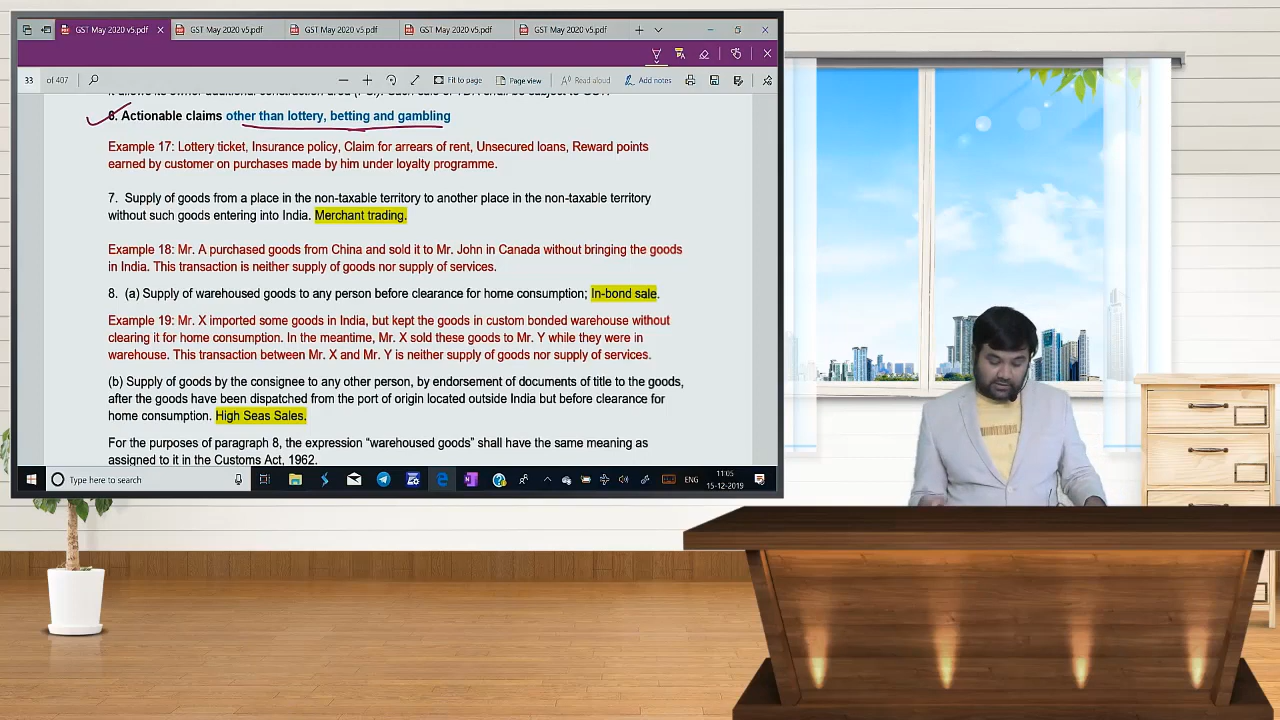 GST May 2020 v5.pdf
GST May 2020 v5.pdf
GST May 2020 v5.pdf
GST May 2020 v5.pdf
GST May 2020 v5.pdf
33 of 407
Fit to page
Page view
Read aloud
Add notes
6. Actionable claims other than lottery, betting and gambling
Example 17: Lottery ticket, Insurance policy, Claim for arrears of rent, Unsecured loans, Reward points
earned by customer on purchases made by him under loyalty programme.
7. Supply of goods from a place in the non-taxable territory to another place in the non-taxable territory
without such goods entering into India. Merchant trading.
Example 18: Mr. A purchased goods from China and sold it to Mr. John in Canada without bringing the goods
in India. This transaction is neither supply of goods nor supply of services.
8. (a) Supply of warehoused goods to any person before clearance for home consumption; In-bond sale.
Example 19: Mr. X imported some goods in India, but kept the goods in custom bonded warehouse without
clearing it for home consumption. In the meantime, Mr. X sold these goods to Mr. Y while they were in
warehouse. This transaction between Mr. X and Mr. Y is neither supply of goods nor supply of services.
(b) Supply of goods by the consignee to any other person, by endorsement of documents of title to the goods,
after the goods have been dispatched from the port of origin located outside India but before clearance for
home consumption. High Seas Sales.
For the purposes of paragraph 8, the expression “warehoused goods” shall have the same meaning as
assigned to it in the Customs Act, 1962.
Type here to search
ENG
11:05
15-12-2019